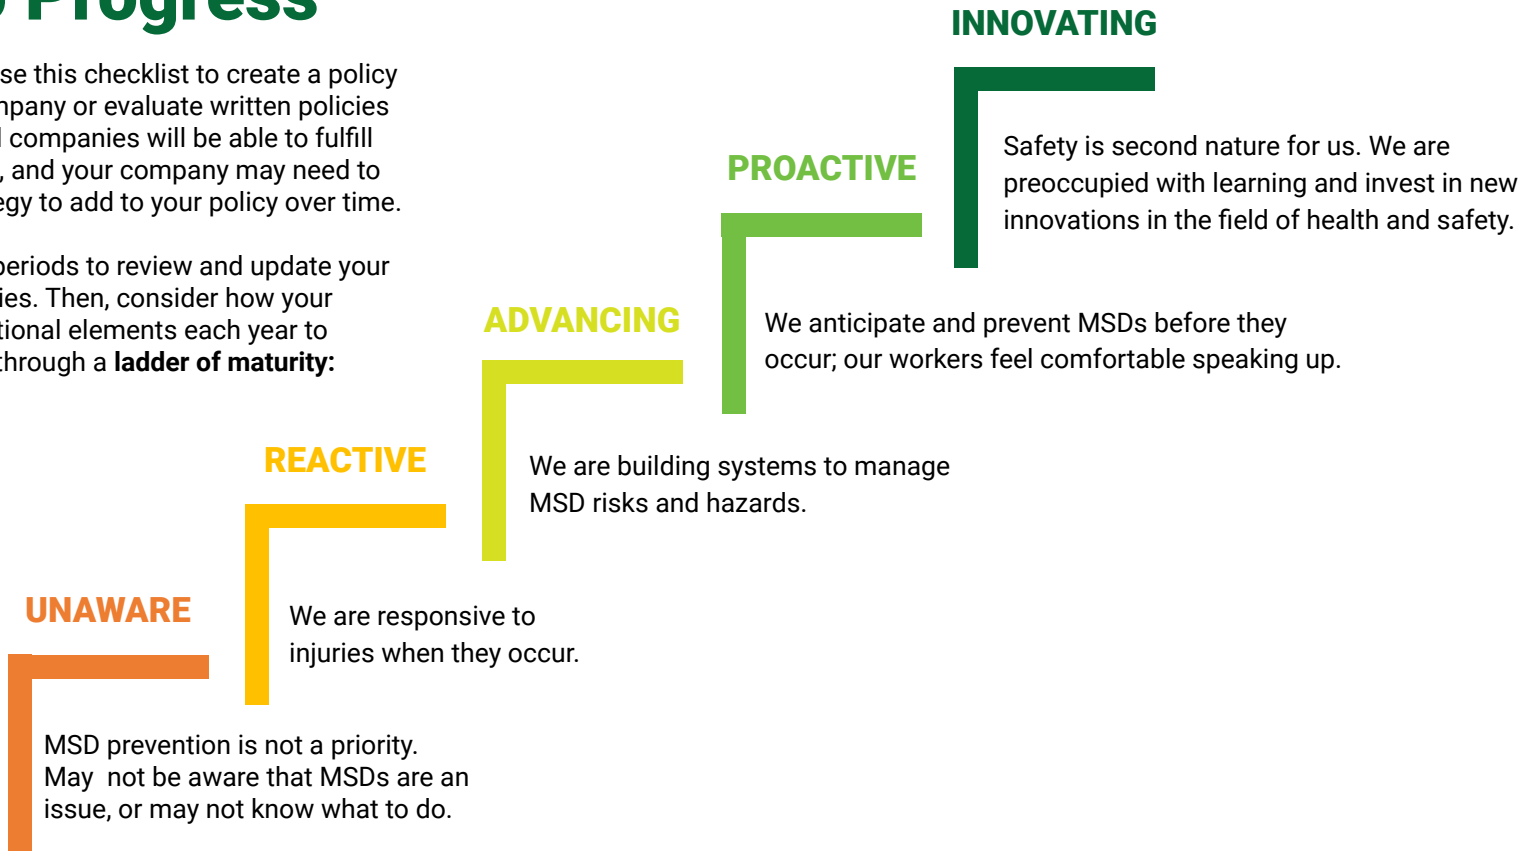 Progress
se this checklist to create a policy
mpany or evaluate written policies
companies will be able to fulfill
, and your company may need to
egy to add to your policy over time.
periods to review and update your
ies. Then, consider how your
tional elements each year to
through a ladder of maturity:
INNOVATING
Safety is second nature for us. We are
preoccupied with learning and invest in new
innovations in the field of health and safety.
PROACTIVE
We anticipate and prevent MSDs before they
occur; our workers feel comfortable speaking up.
ADVANCING
We are building systems to manage
MSD risks and hazards.
REACTIVE
We are responsive to
injuries when they occur.
UNAWARE
MSD prevention is not a priority.
May  not be aware that MSDs are an
issue, or may not know what to do.